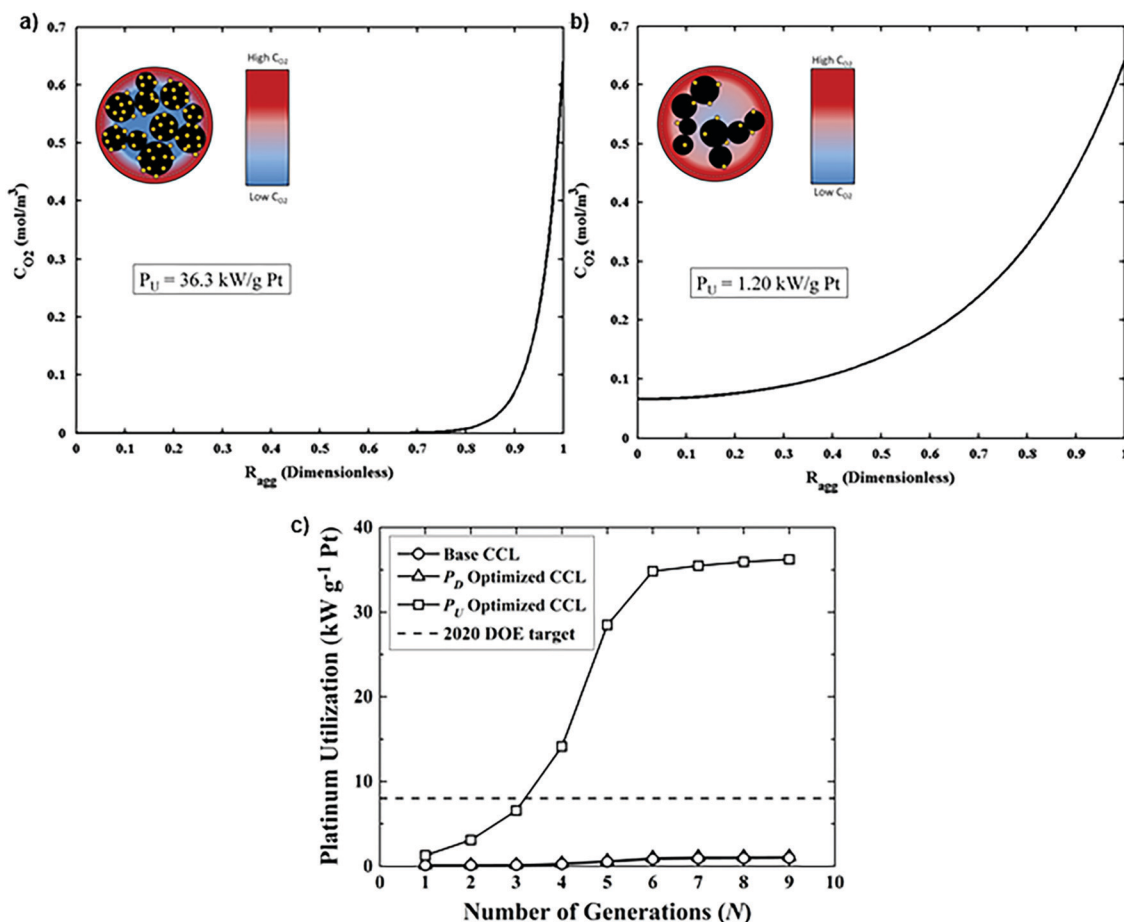 a)
0.7
0.6
0.5
0.4
0.3
0.2
0.1
0
C_O2 (mol/m³)
High C_O2
Low C_O2
P_U = 36.3 kW/g Pt
0 0.1 0.2 0.3 0.4 0.5 0.6 0.7 0.8 0.9 1
R_agg (Dimensionless)
b)
0.7
0.6
0.5
0.4
0.3
0.2
0.1
0
C_O2 (mol/m³)
High C_O2
Low C_O2
P_U = 1.20 kW/g Pt
0 0.1 0.2 0.3 0.4 0.5 0.6 0.7 0.8 0.9 1
R_agg (Dimensionless)
c)
40
30
20
10
0
Platinum Utilization (kW g⁻¹ Pt)
Base CCL
P_D Optimized CCL
P_U Optimized CCL
2020 DOE target
0 1 2 3 4 5 6 7 8 9 10
Number of Generations (N)